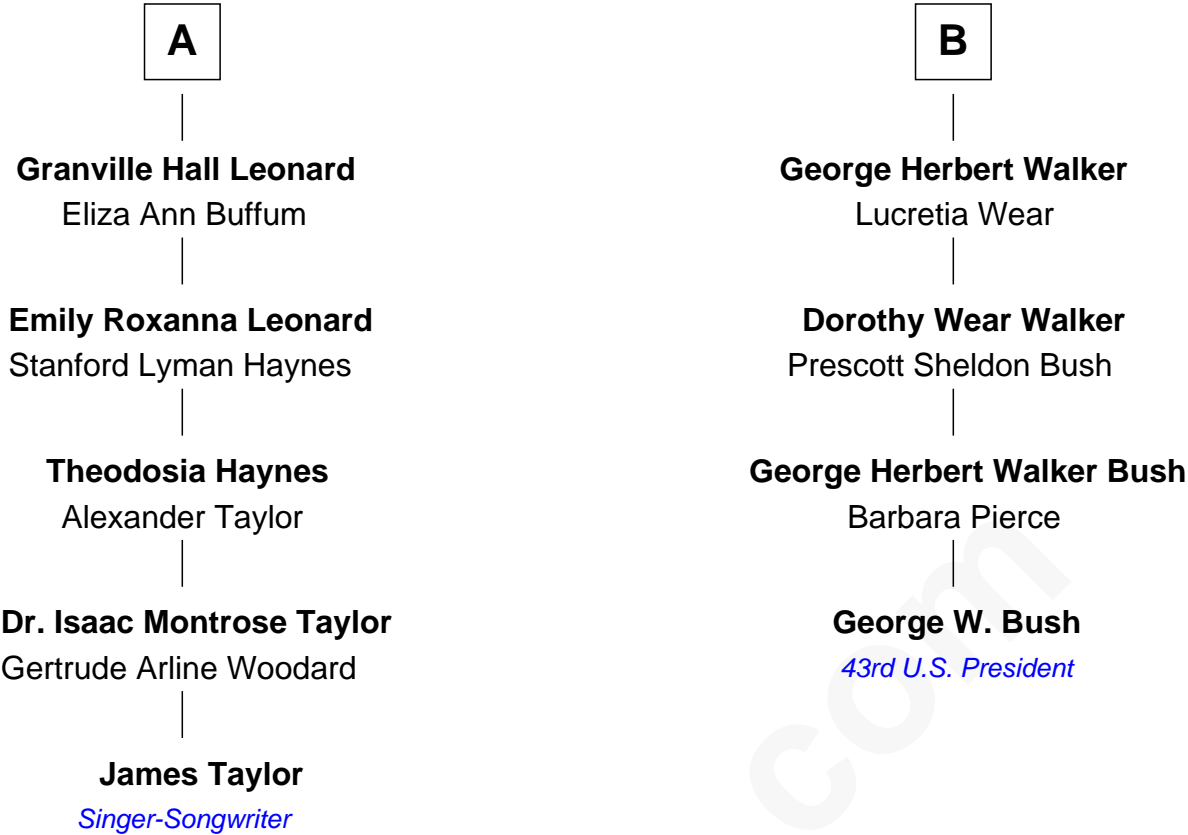 A
B
Granville Hall Leonard
Eliza Ann Buffum
George Herbert Walker
Lucretia Wear
Emily Roxanna Leonard
Stanford Lyman Haynes
Dorothy Wear Walker
Prescott Sheldon Bush
Theodosia Haynes
Alexander Taylor
George Herbert Walker Bush
Barbara Pierce
Dr. Isaac Montrose Taylor
Gertrude Arline Woodard
George W. Bush
43rd U.S. President
James Taylor
Singer-Songwriter
com